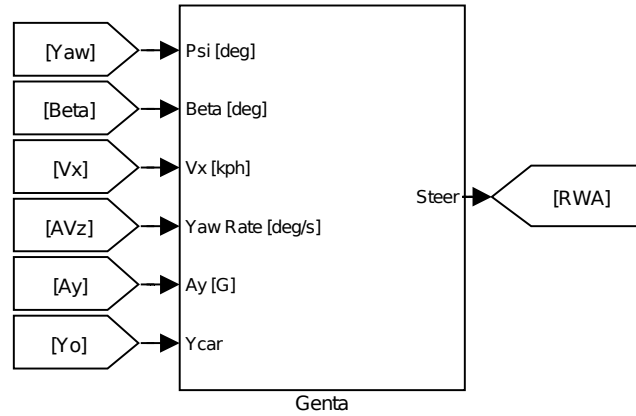 [Yaw]
Psi [deg]
[Beta]
Beta [deg]
[Vx]
Vx [kph]
[AVz]
Yaw Rate [deg/s]
[Ay]
Ay [G]
[Yo]
Ycar
Steer
[RWA]
Genta